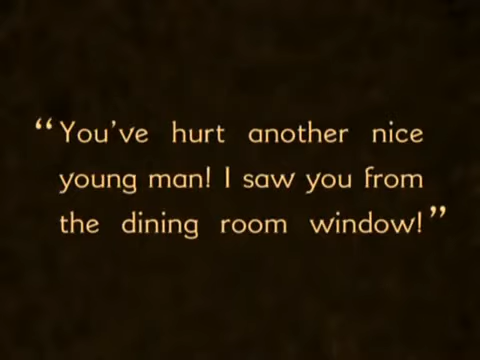 “You’ve hurt another nice
young man! I saw you from
the dining room window!”